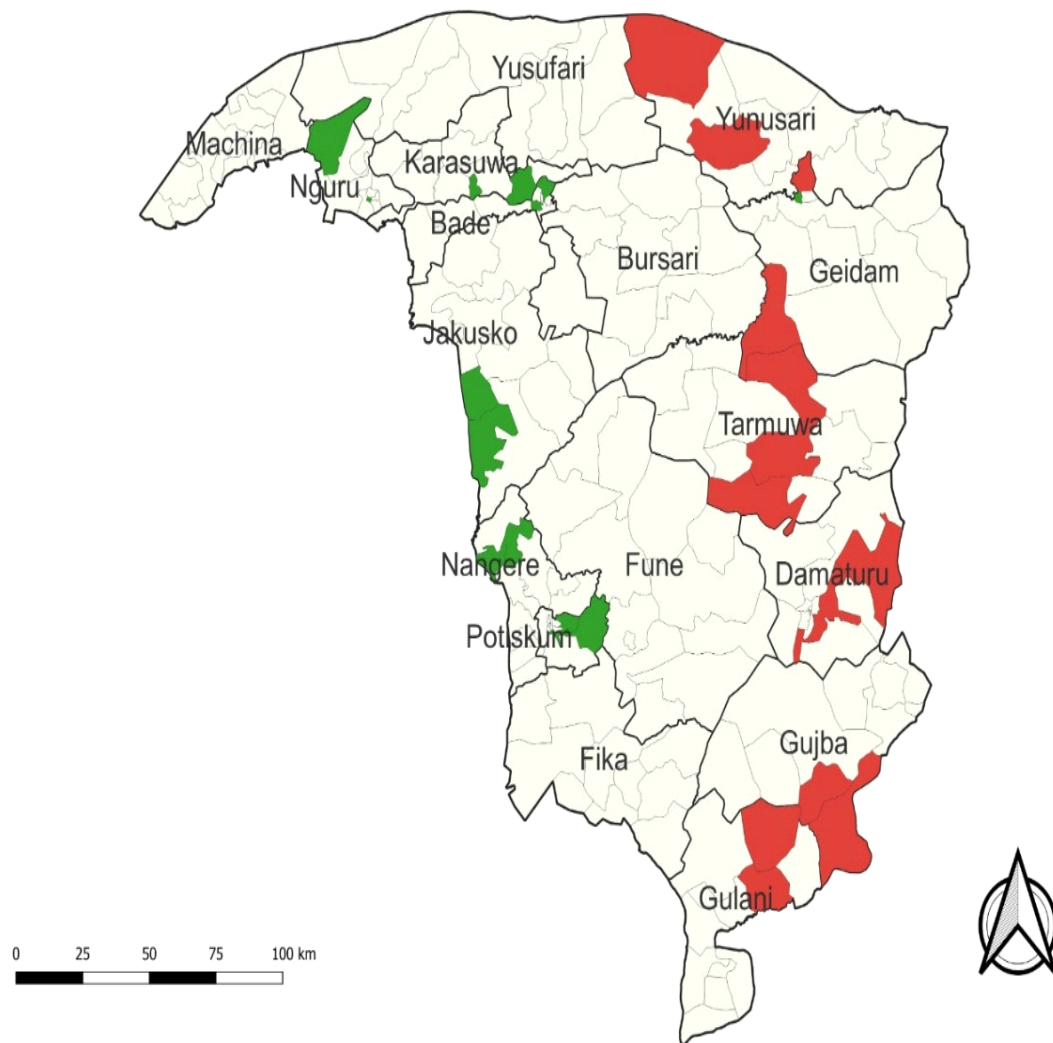 Yusufari
Yunusari
Machina
Karasuwa
Nguru
Bade
Bursari
Geidam
Jakusko
Tarmuwa
Nangere
Fune
Damaturu
Potiskum
Gujba
Fika
Gulani
0 25 50 75 100 km